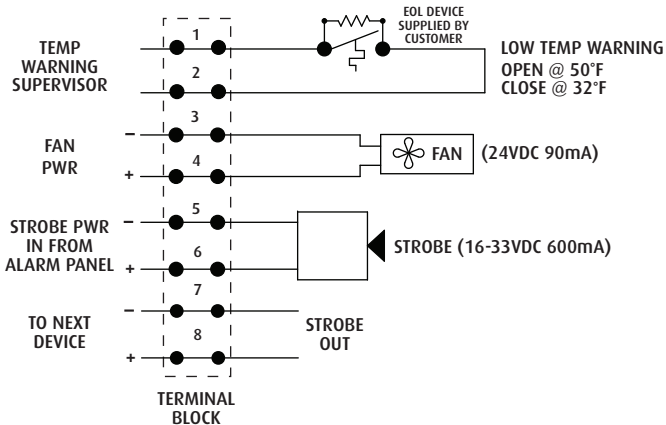 EOL DEVICE
SUPPLIED BY
CUSTOMER
TEMP
WARNING
SUPERVISOR
1
2
LOW TEMP WARNING
OPEN @ 50°F
CLOSE @ 32°F
FAN
PWR
−
3
+
4
FAN
(24VDC 90mA)
STROBE PWR
IN FROM
ALARM PANEL
−
5
+
6
STROBE (16-33VDC 600mA)
TO NEXT
DEVICE
−
7
+
8
STROBE
OUT
TERMINAL
BLOCK